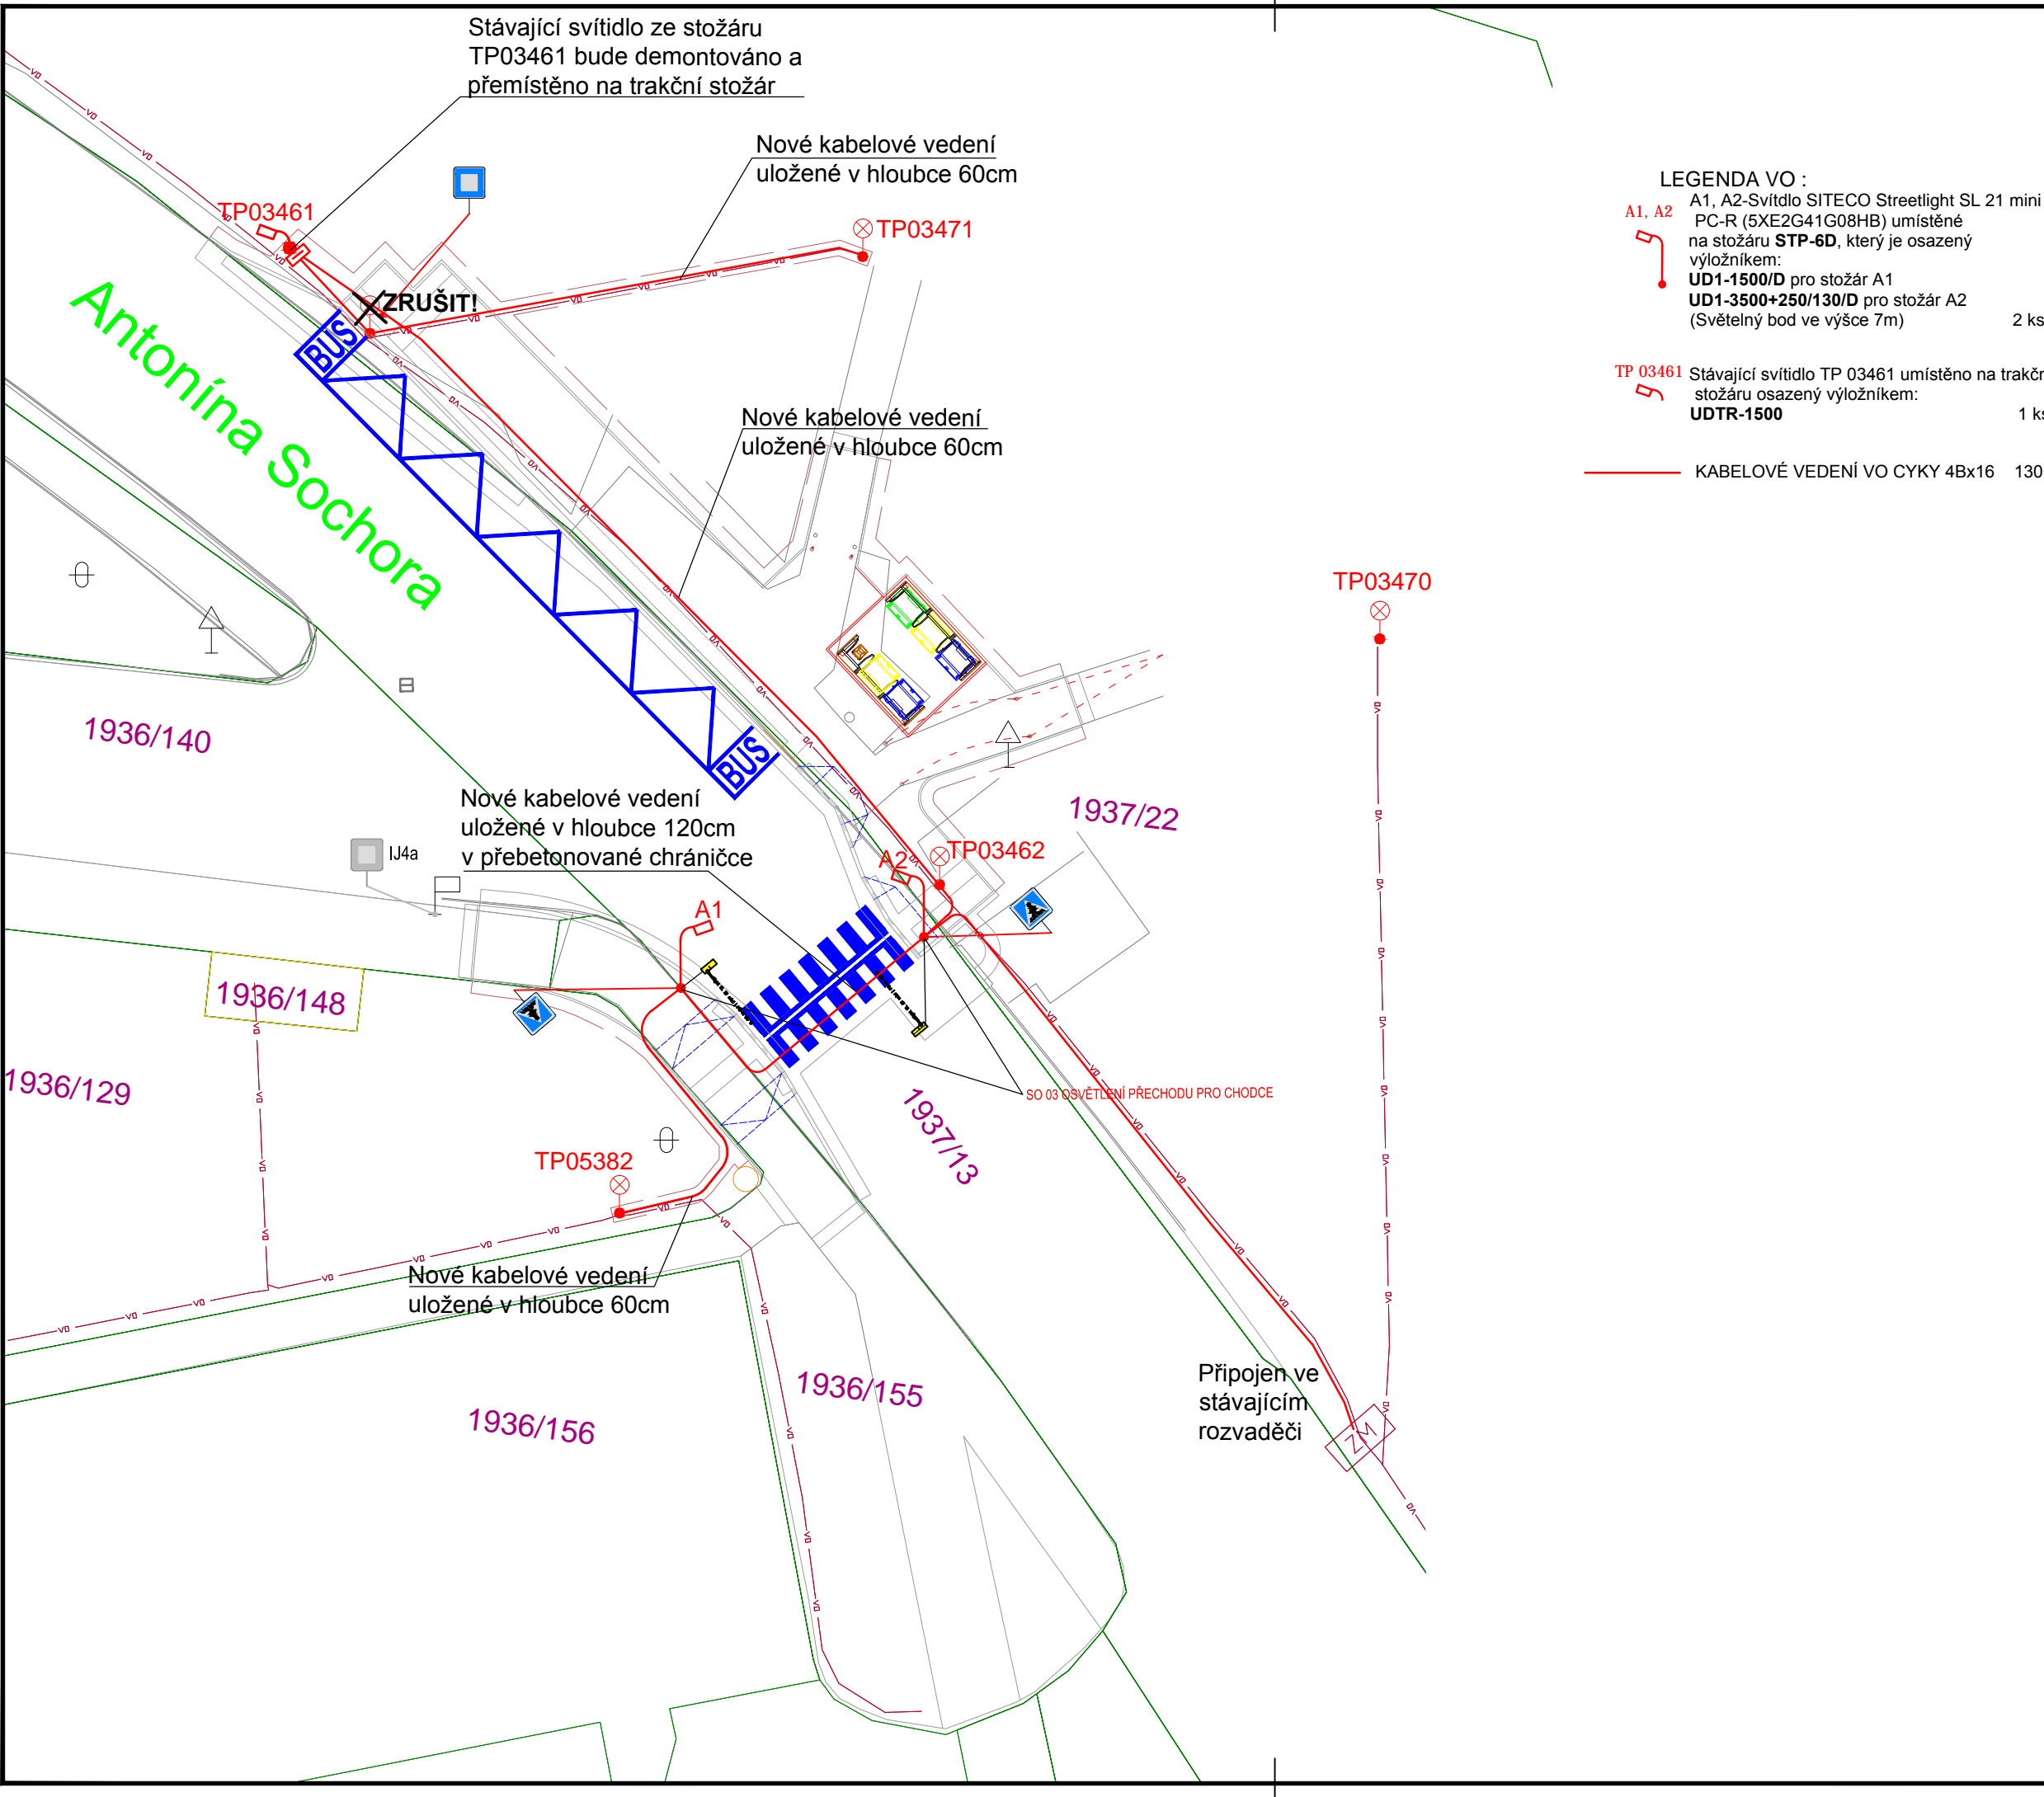 Stávající svítidlo ze stožáru
TP03461 bude demontováno a
přemístěno na trakční stožár
Nové kabelové vedení
uložené v hloubce 60cm
TP03461
TP03471
ZRUŠIT!
BUS
Antonína Sochora
Nové kabelové vedení
uložené v hloubce 60cm
LEGENDA VO :
A1, A2
A1, A2-Svítdlo SITECO Streetlight SL 21 mini
PC-R (5XE2G41G08HB) umístěné
na stožáru STP-6D, který je osazený
výložníkem:
UD1-1500/D pro stožár A1
UD1-3500+250/130/D pro stožár A2
(Světelný bod ve výšce 7m) 2 ks
TP 03461
Stávající svítidlo TP 03461 umístěno na trakčn
stožáru osazený výložníkem:
UDTR-1500 1 ks
KABELOVÉ VEDENÍ VO CYKY 4Bx16 130
TP03470
1936/140
BUS
Nové kabelové vedení
uložené v hloubce 120cm
v přebetonované chráničce
1937/22
IJ4a
A2
TP03462
A1
1936/148
1936/129
SO 03 OSVĚTLENÍ PŘECHODU PRO CHODCE
1937/13
TP05382
Nové kabelové vedení
uložené v hloubce 60cm
1936/155
1936/156
Připojen ve
stávajícím
rozvaděči
ZM